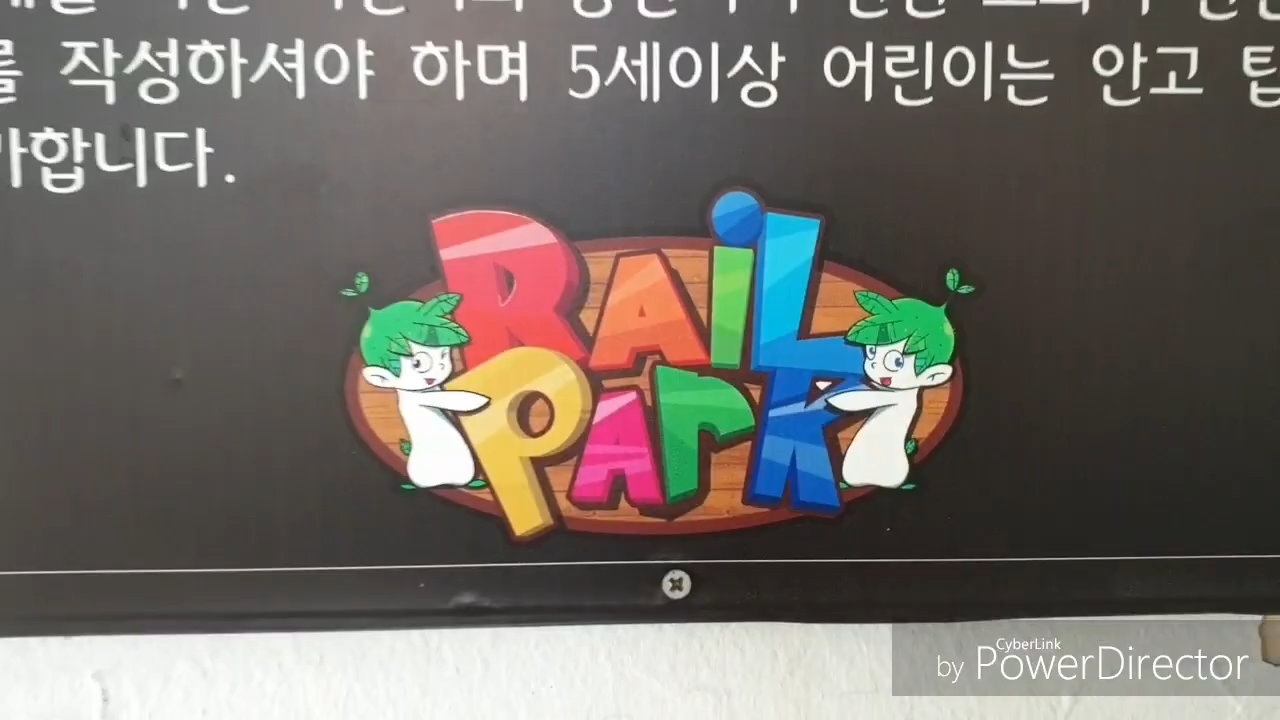 를 작성하셔야 하며 5세이상 어린이는 안고 탑
가합니다.
RAiL
PArK
CyberLink
by PowerDirector